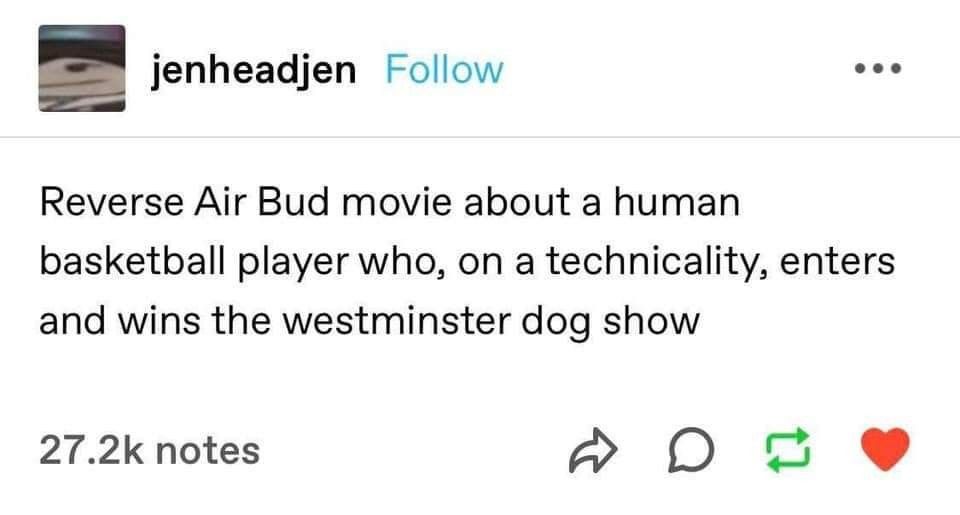 jenheadjen Follow
Reverse Air Bud movie about a human
basketball player who, on a technicality, enters
and wins the westminster dog show
27.2k notes